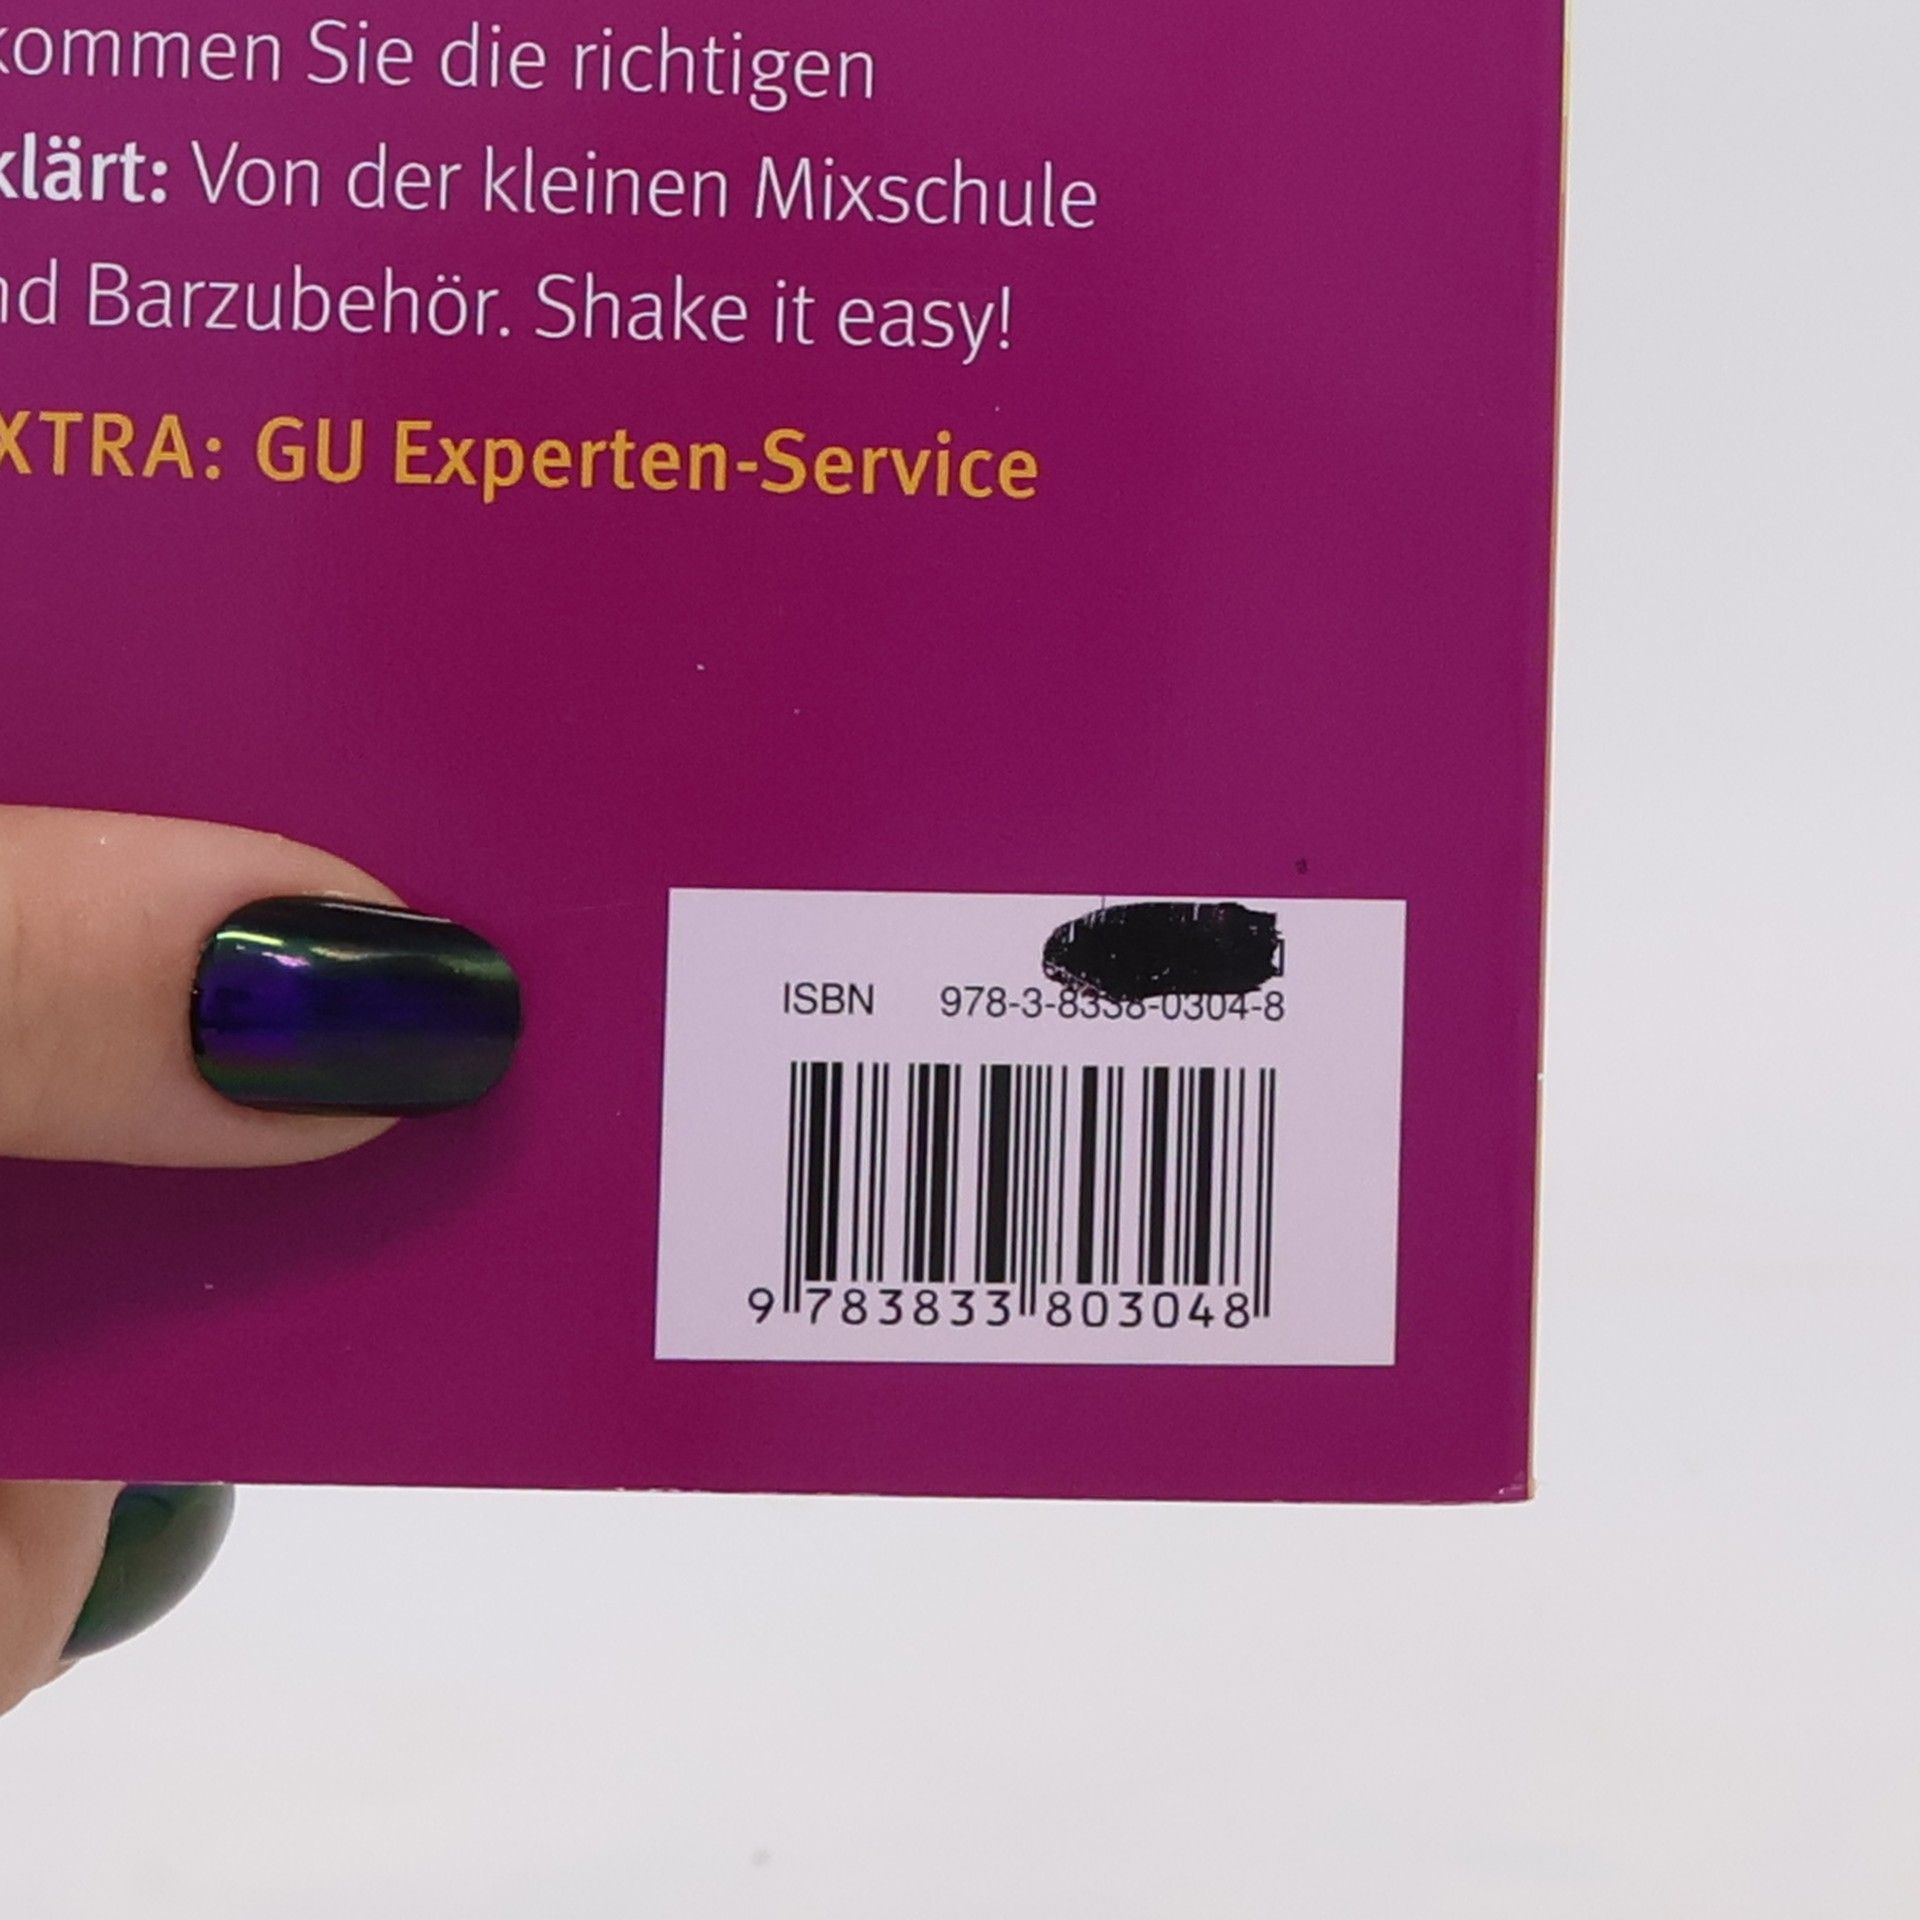 kommen Sie die richtigen
klärt: Von der kleinen Mixschule
nd Barzubehör. Shake it easy!
XTRA: GU Experten-Service
ISBN 978-3-8338-0304-8
9 783833 803048